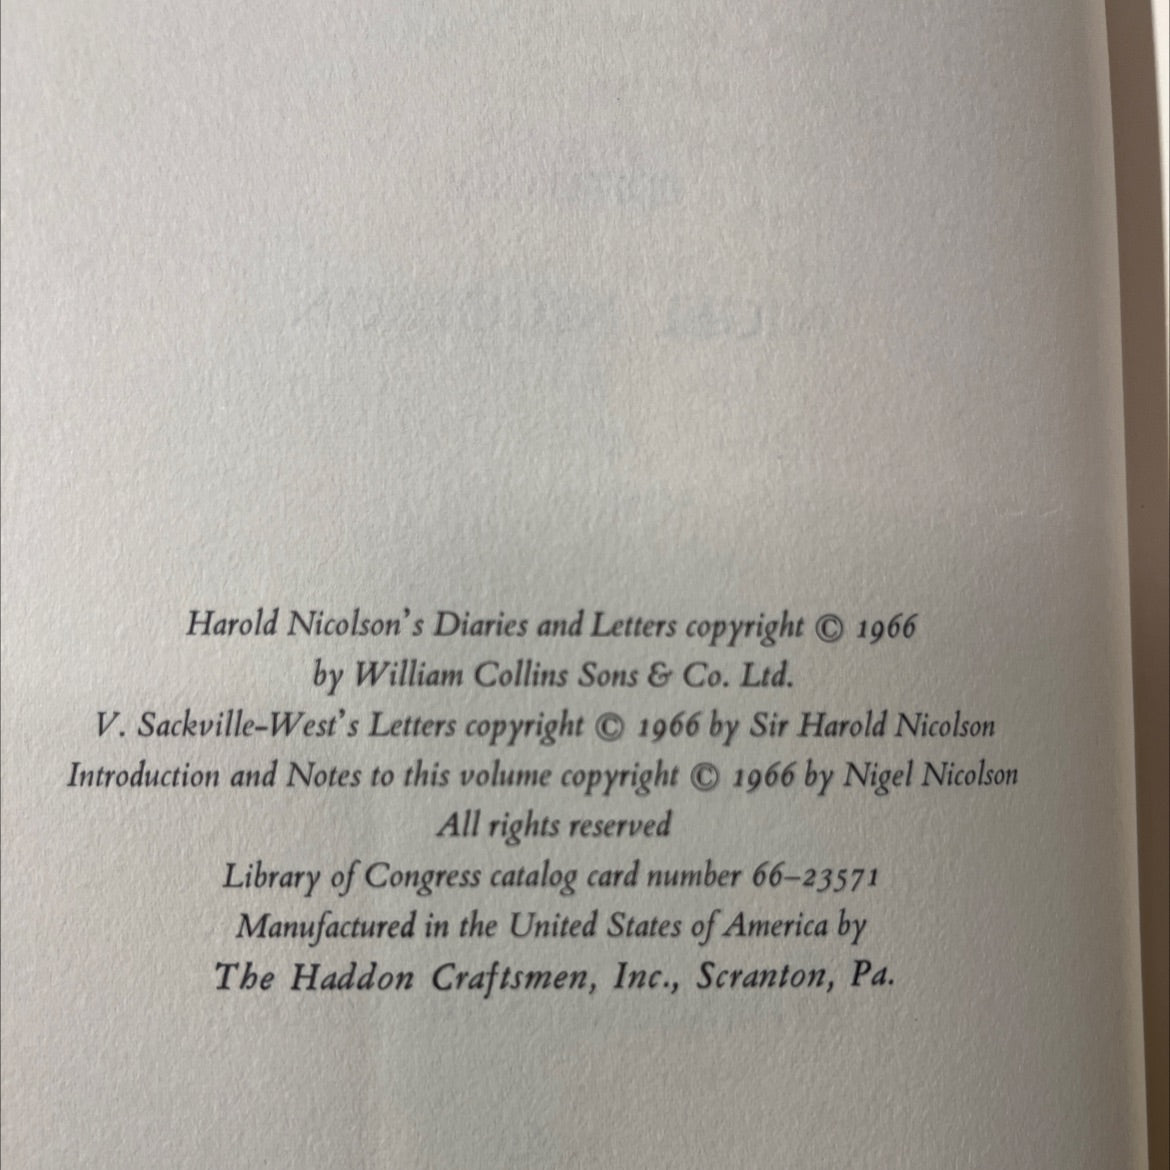 Harold Nicolson's Diaries and Letters copyright © 1966
by William Collins Sons & Co. Ltd.
V. Sackville-West's Letters copyright © 1966 by Sir Harold Nicolson
Introduction and Notes to this volume copyright © 1966 by Nigel Nicolson
All rights reserved
Library of Congress catalog card number 66–23571
Manufactured in the United States of America by
The Haddon Craftsmen, Inc., Scranton, Pa.